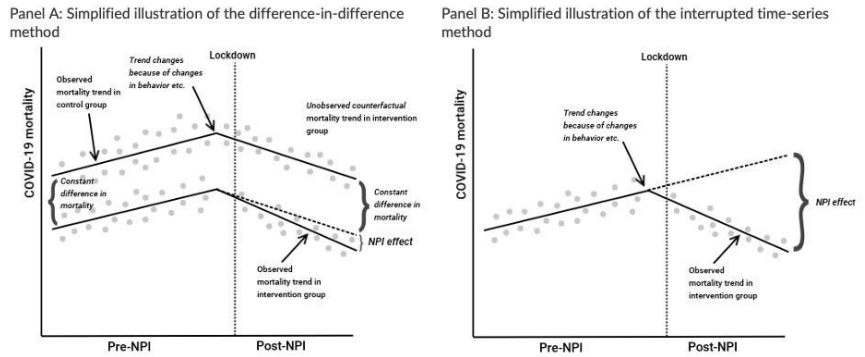 Panel A: Simplified illustration of the difference-in-difference
method
Lockdown
Trend changes
because of changes
in behavior etc.
Observed
mortality trend in
control group
Unobserved counterfactual
mortality trend in intervention
group
COVID-19 mortality
Constant
difference in
mortality
Constant
difference in
mortality
NPI effect
Observed
mortality trend in
intervention group
Pre-NPI
Post-NPI
Panel B: Simplified illustration of the interrupted time-series
method
Lockdown
Trend changes
because of changes
in behavior etc.
COVID-19 mortality
NPI effect
Observed
mortality trend in
intervention group
Pre-NPI
Post-NPI